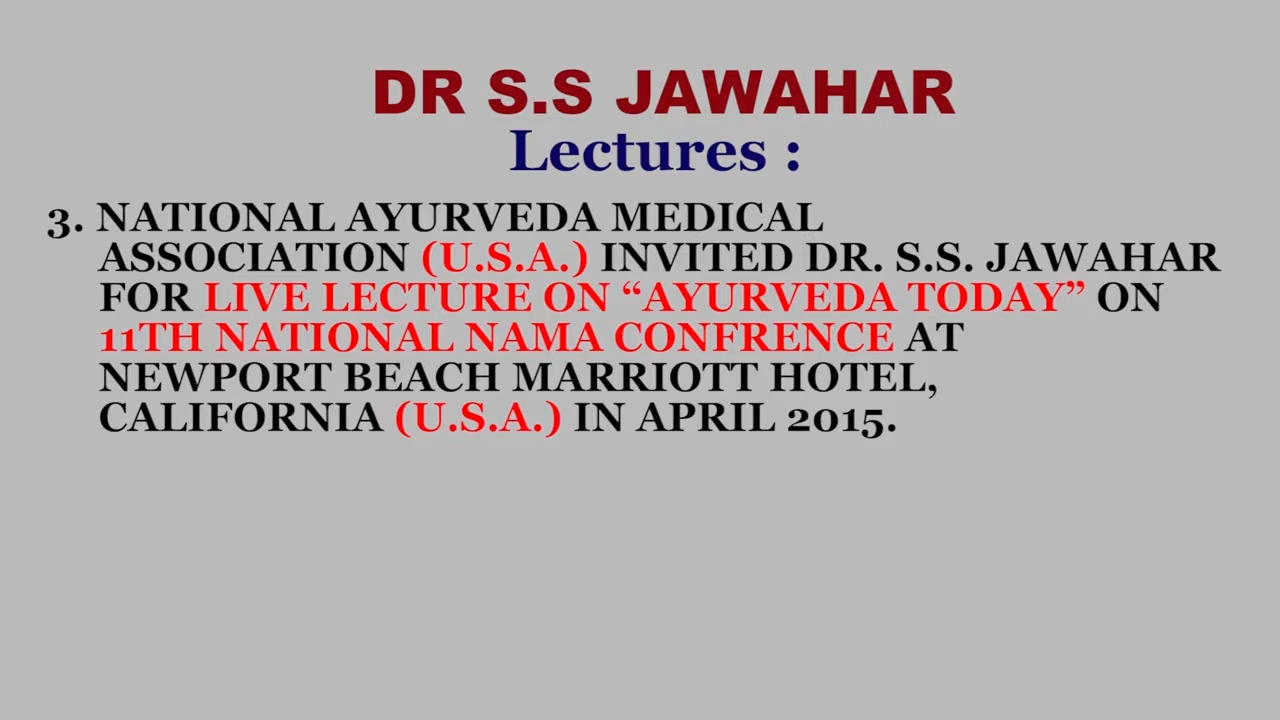 DR S.S JAWAHAR
Lectures :
3. NATIONAL AYURVEDA MEDICAL
ASSOCIATION (U.S.A.) INVITED DR. S.S. JAWAHAR
FOR LIVE LECTURE ON “AYURVEDA TODAY” ON
11TH NATIONAL NAMA CONFRENCE AT
NEWPORT BEACH MARRIOTT HOTEL,
CALIFORNIA (U.S.A.) IN APRIL 2015.